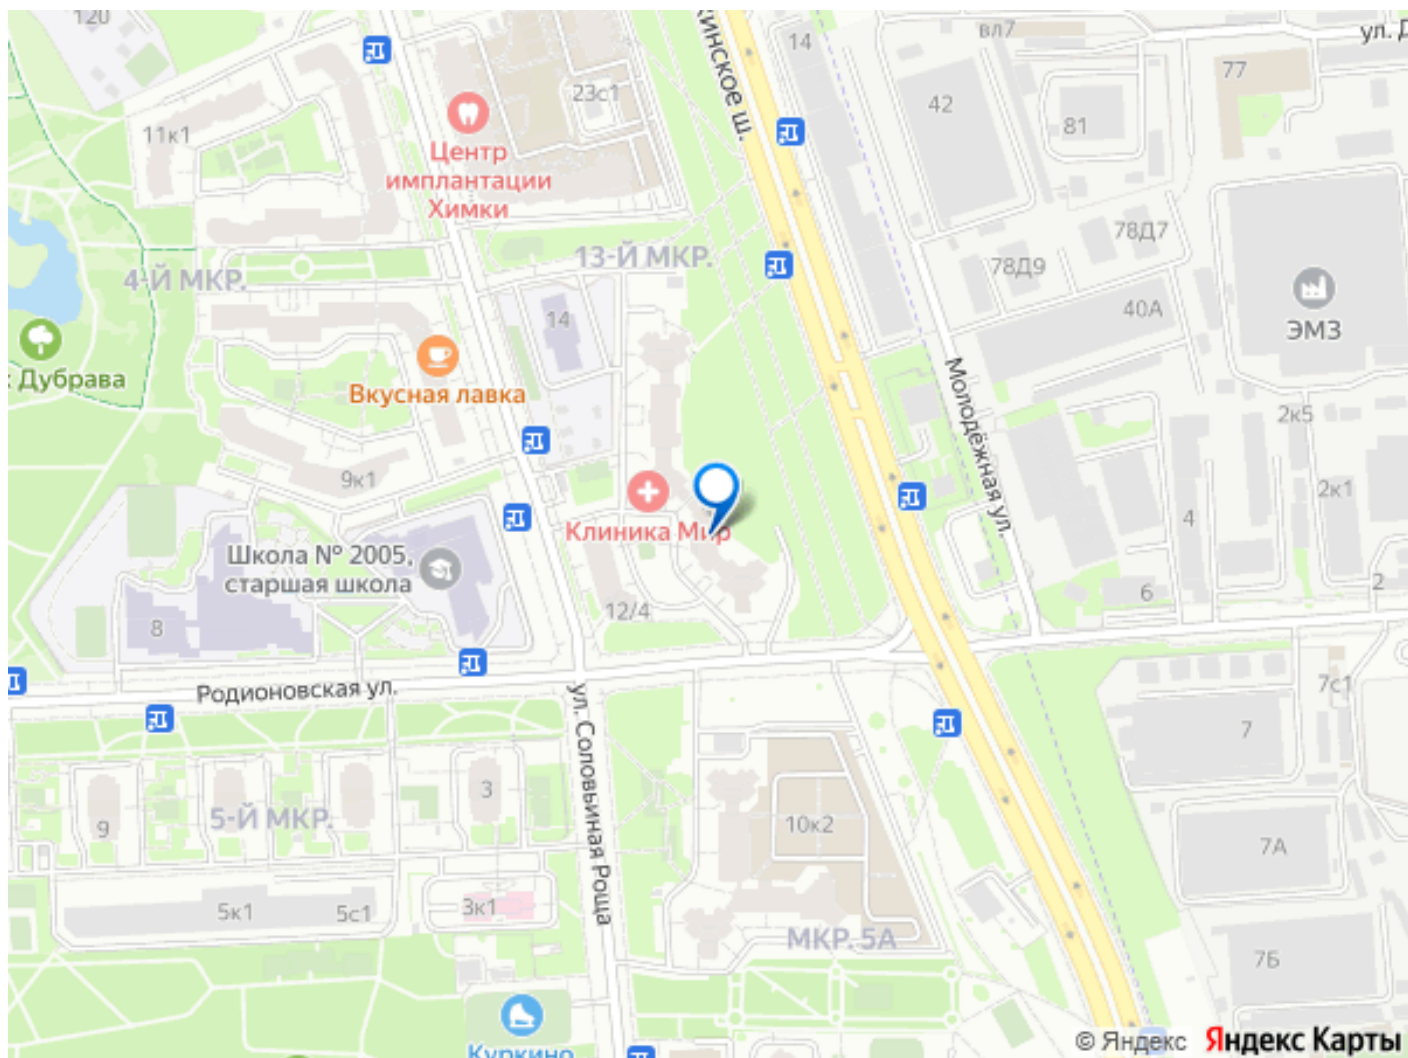 120
14
вл7
ул. Д
77
23с1
42
11к1
81
кинское ш.
Центр
имплантации
Химки
78Д7
13-Й МКР.
78Д9
4-Й МКР.
14
40А
ЭМЗ
к Дубрава
Вкусная лавка
Молодёжная ул.
2к5
9к1
2к1
4
Клиника Мир
Школа № 2005,
старшая школа
2
6
12/4
8
Родионовская ул.
7с1
ул. Соловьиная Роща
7
3
5-Й МКР.
9
10к2
7А
5к1
5с1
3к1
МКР. 5А
7Б
Куркино
© Яндекс Яндекс Карты